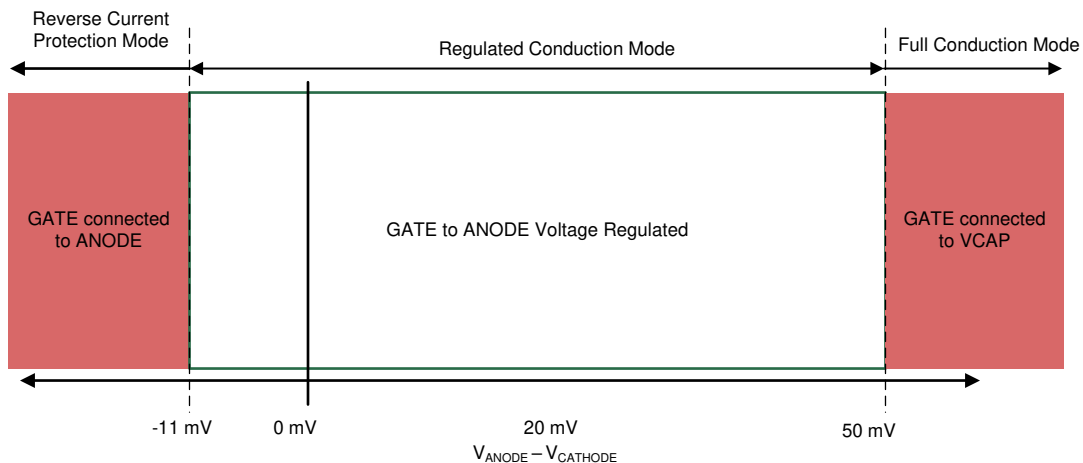 Reverse Current
Protection Mode
Regulated Conduction Mode
Full Conduction Mode
GATE connected
to ANODE
GATE to ANODE Voltage Regulated
GATE connected
to VCAP
-11 mV
0 mV
20 mV
50 mV
VANODE – VCATHODE